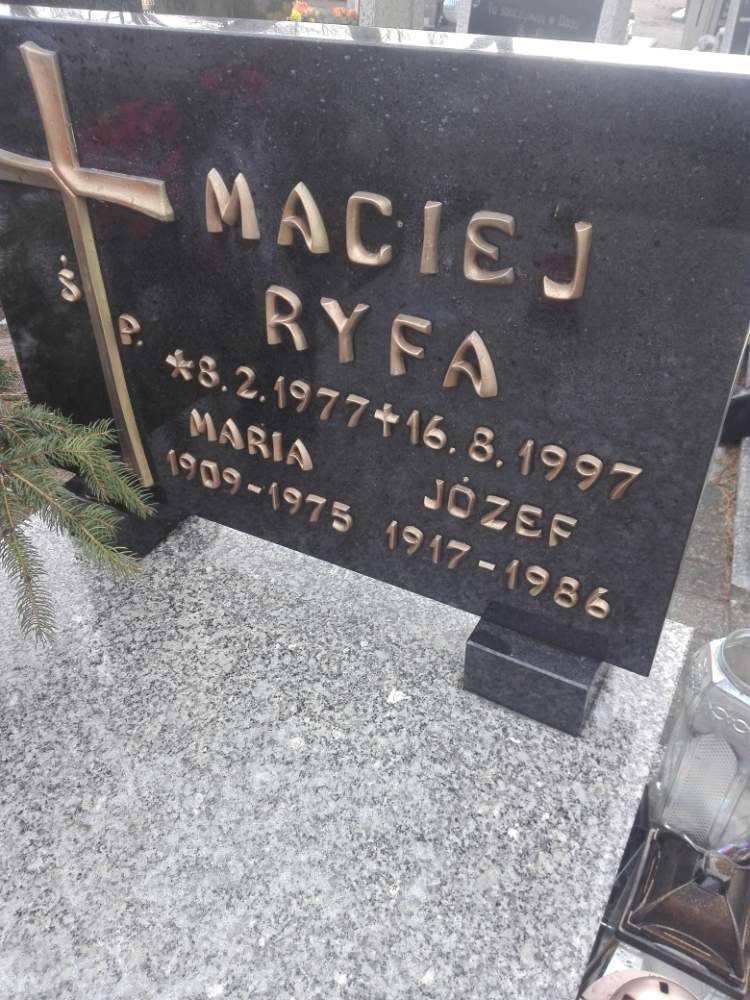 MACIEJ
RYFA
Ś. P.
*8.2.1977+16.8.1997
MARIA JÓZEF
1909-1975 1917-1986